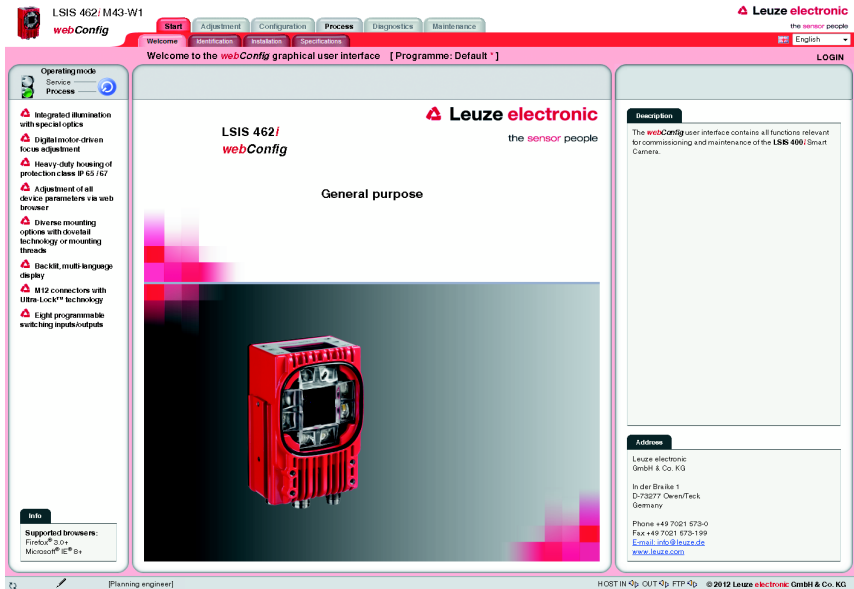 LSIS 462i M43-W1
webConfig
Start Adjustment Configuration Process Diagnostics Maintenance
Leuze electronic
the sensor people
Welcome Identification Installation Specifications
English
Welcome to the webConfig graphical user interface [ Programme: Default * ]
LOGIN
Operating mode
Service
Process
Integrated illumination
with special optics
Digital motor-driven
focus adjustment
Heavy-duty housing of
protection class IP 65 / 67
Adjustment of all
device parameters via web
browser
Diverse mounting
options with dovetail
technology or mounting
threads
Backlit, multi-language
display
M12 connectors with
Ultra-Lock™ technology
Eight programmable
switching inputs/outputs
Info
Supported browsers:
Firefox® 3.0+
Microsoft® IE® 8+
Leuze electronic
the sensor people
LSIS 462i
webConfig
General purpose
Description
The webConfig user interface contains all functions relevant
for commissioning and maintenance of the LSIS 400i Smart
Camera.
Address
Leuze electronic
GmbH & Co. KG
In der Braike 1
D-73277 Owen/Teck
Germany
Phone +49 7021 573-0
Fax +49 7021 573-199
E-mail: info@leuze.de
www.leuze.com
[Planning engineer]
HOST IN OUT FTP © 2012 Leuze electronic GmbH & Co. KG